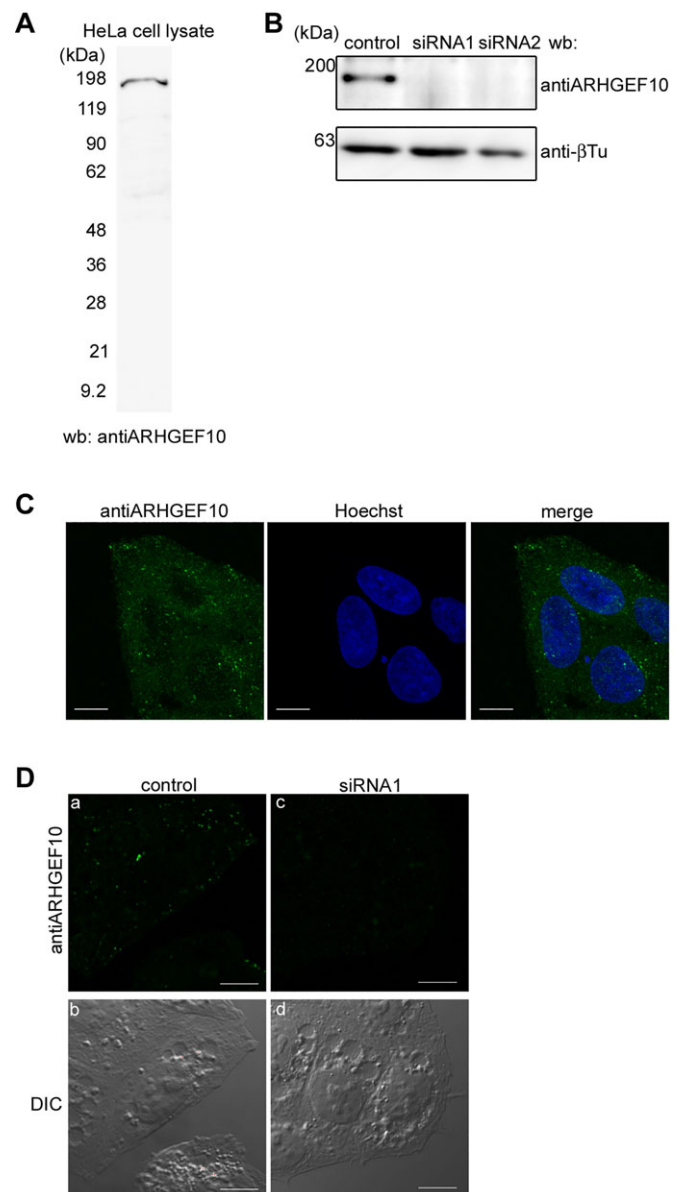 A
HeLa cell lysate
(kDa)
198
119
90
62
48
36
28
21
9.2
wb: antiARHGEF10
B
(kDa)
control siRNA1 siRNA2 wb:
200
antiARHGEF10
63
anti-βTu
C
antiARHGEF10 Hoechst merge
D
control siRNA1
a c
antiARHGEF10
b d
DIC